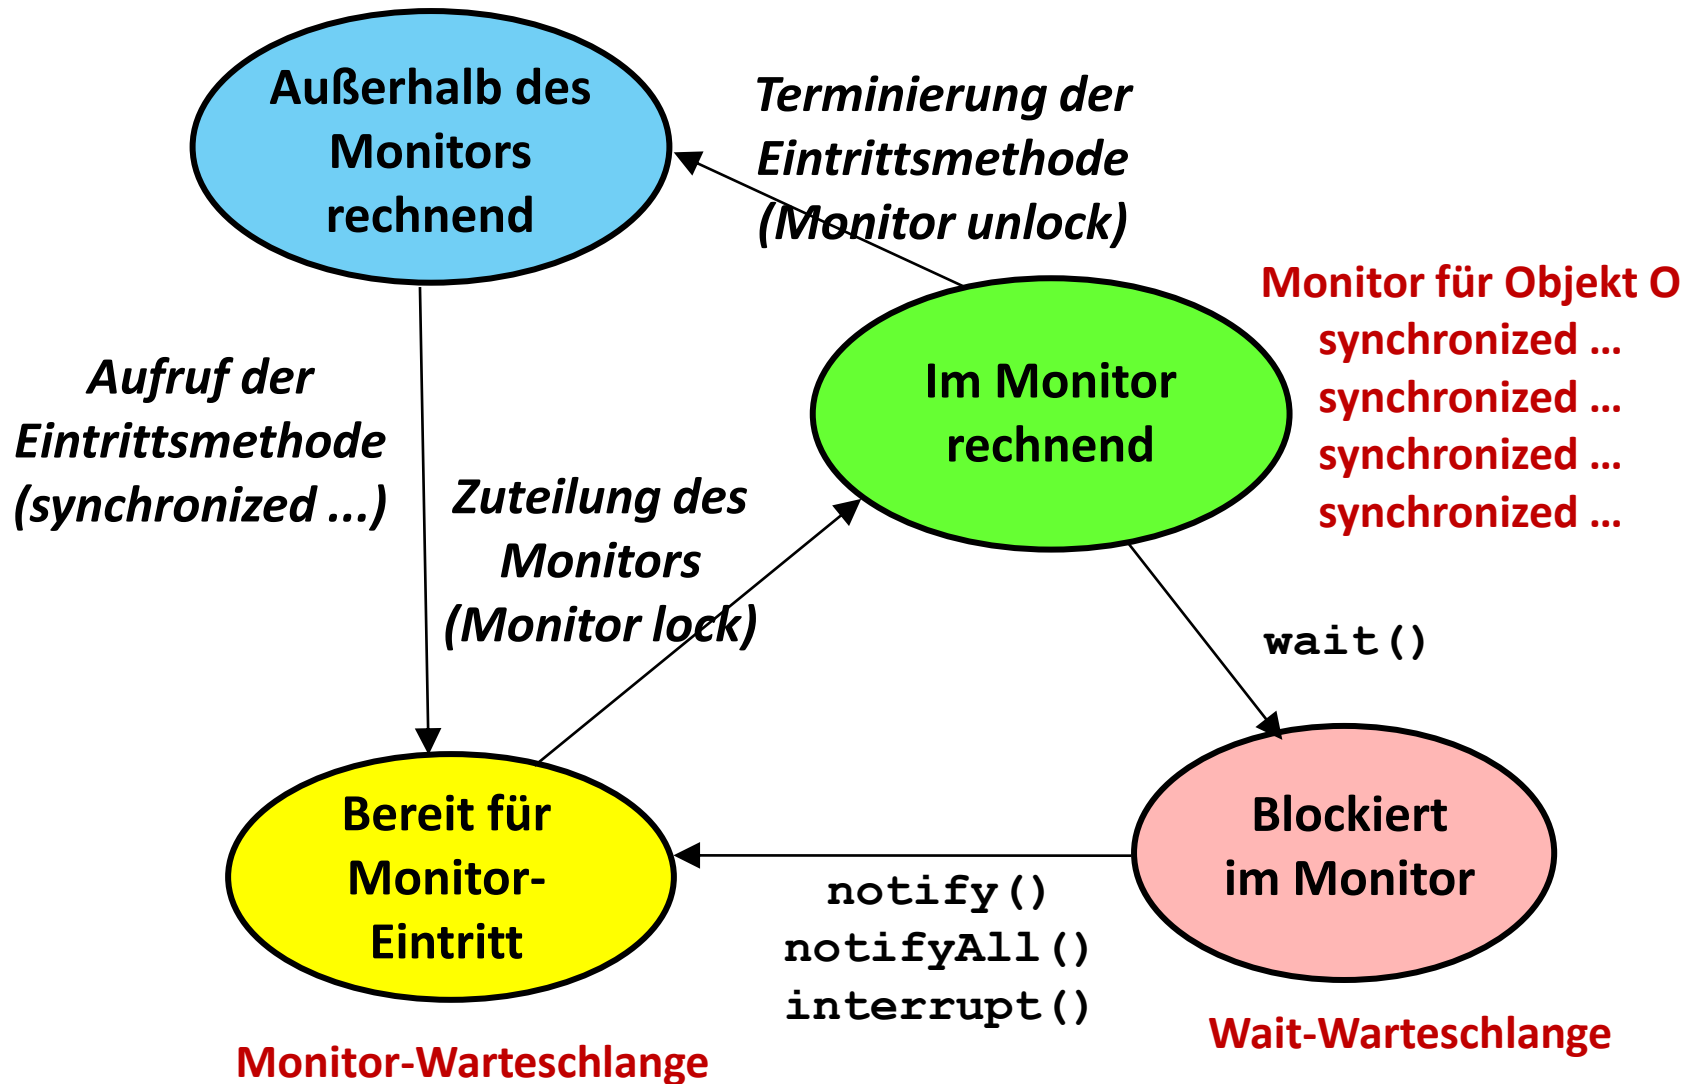 Außerhalb des
Monitors
rechnend
Terminierung der
Eintrittsmethode
(Monitor unlock)
Monitor für Objekt O
synchronized ...
synchronized ...
synchronized ...
synchronized ...
Im Monitor
rechnend
Aufruf der
Eintrittsmethode
(synchronized ...)
Zuteilung des
Monitors
(Monitor lock)
wait()
Bereit für
Monitor-
Eintritt
Blockiert
im Monitor
notify()
notifyAll()
interrupt()
Monitor-Warteschlange
Wait-Warteschlange